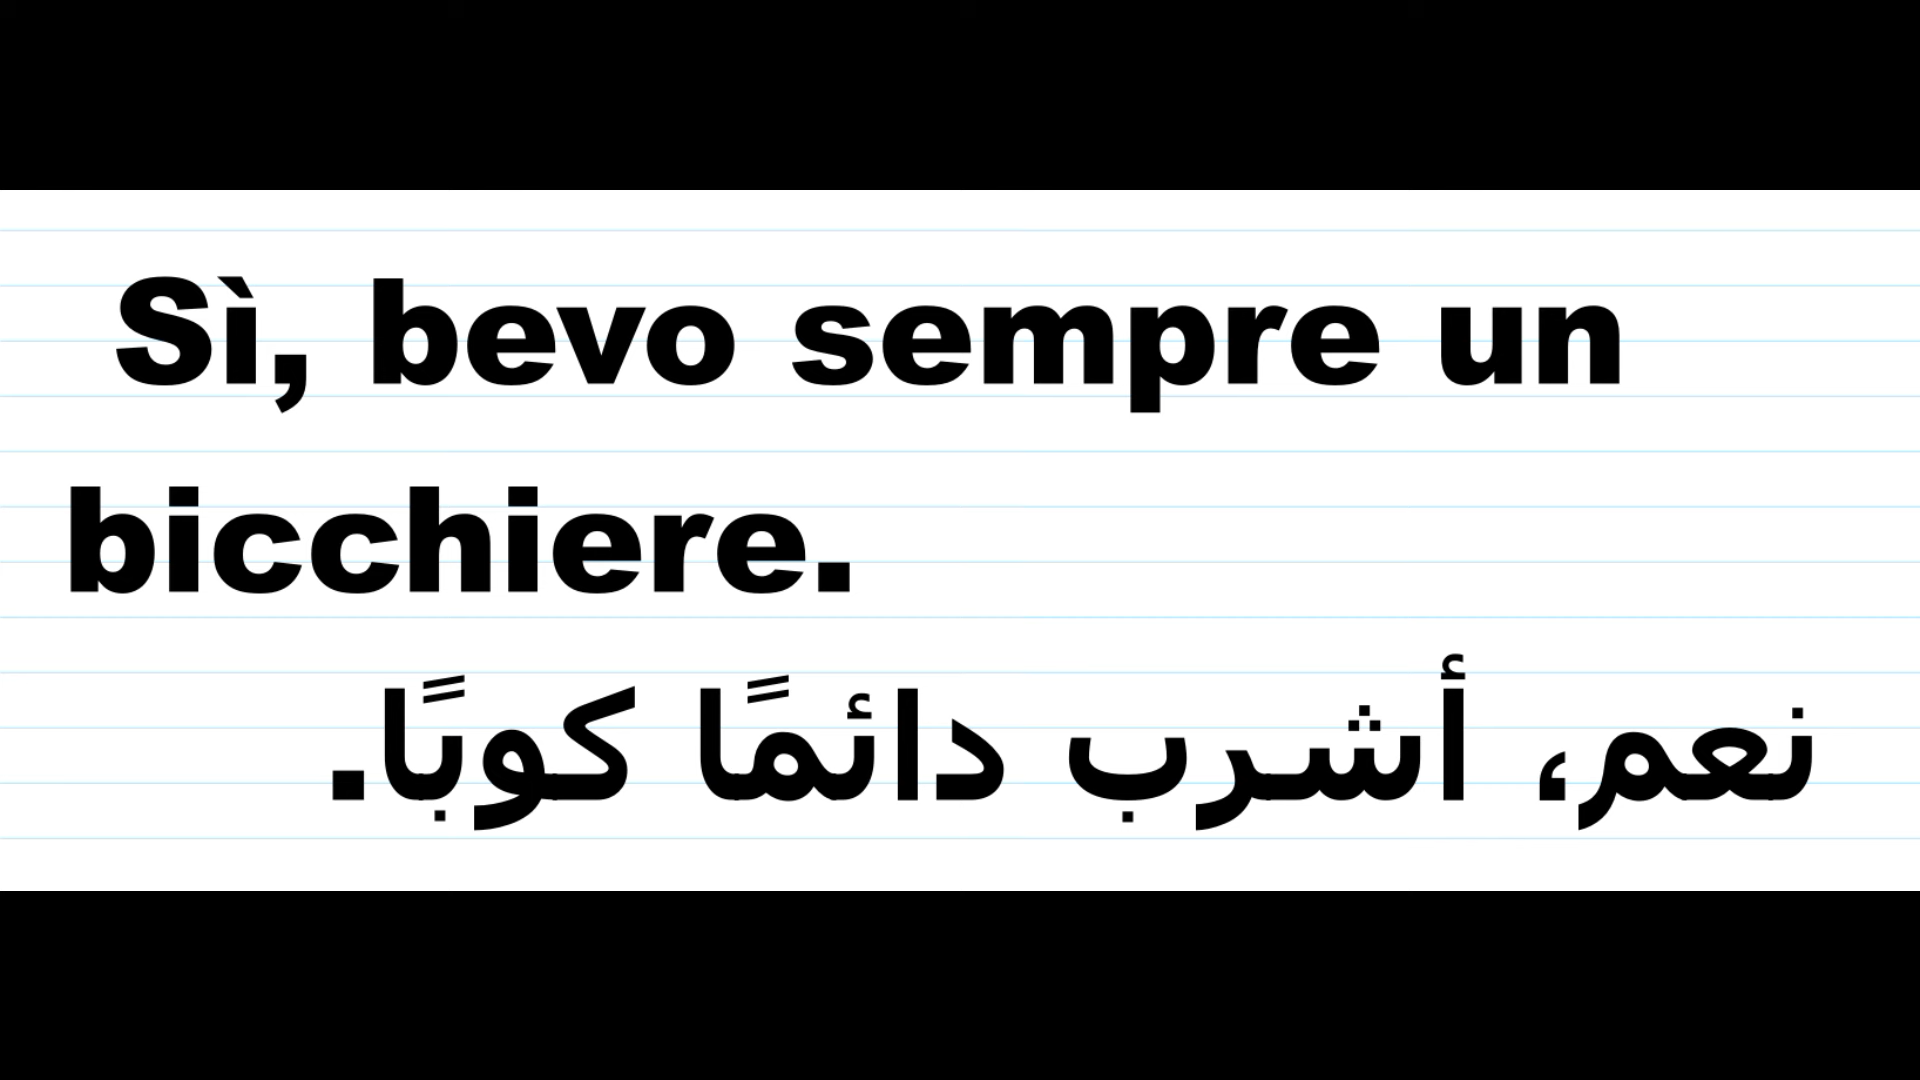 Sì, bevo sempre un
bicchiere.
نعم، أشرب دائمًا كوبًا.